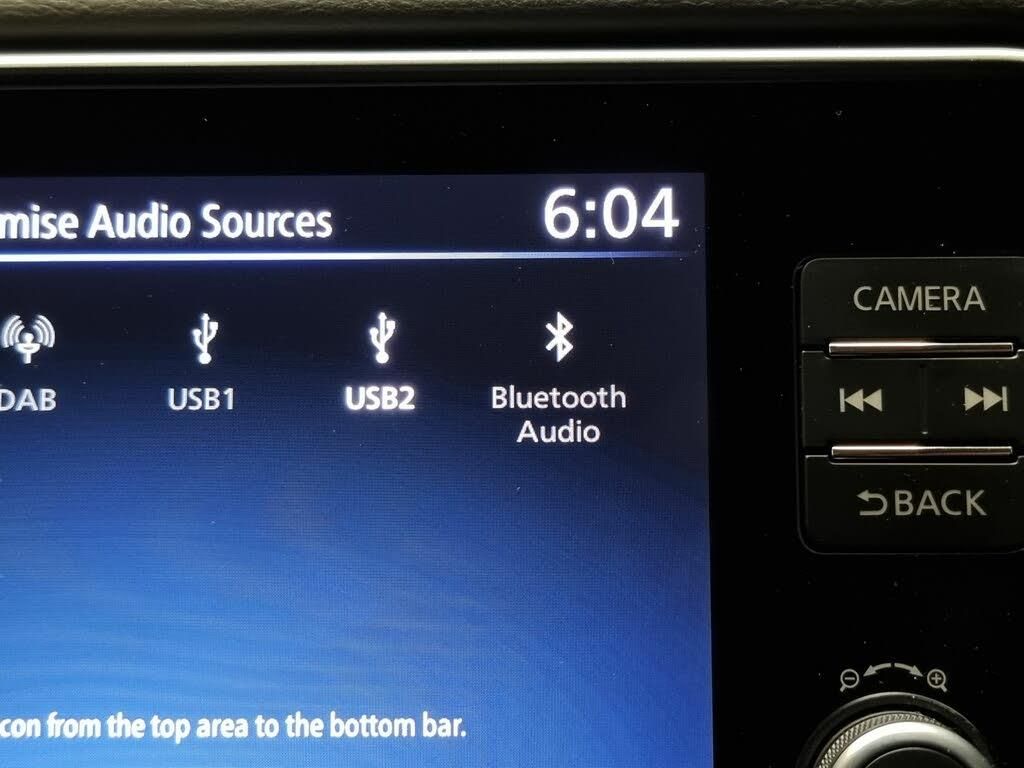 mise Audio Sources 6:04
DAB USB1 USB2 Bluetooth
Audio
con from the top area to the bottom bar.
CAMERA
BACK